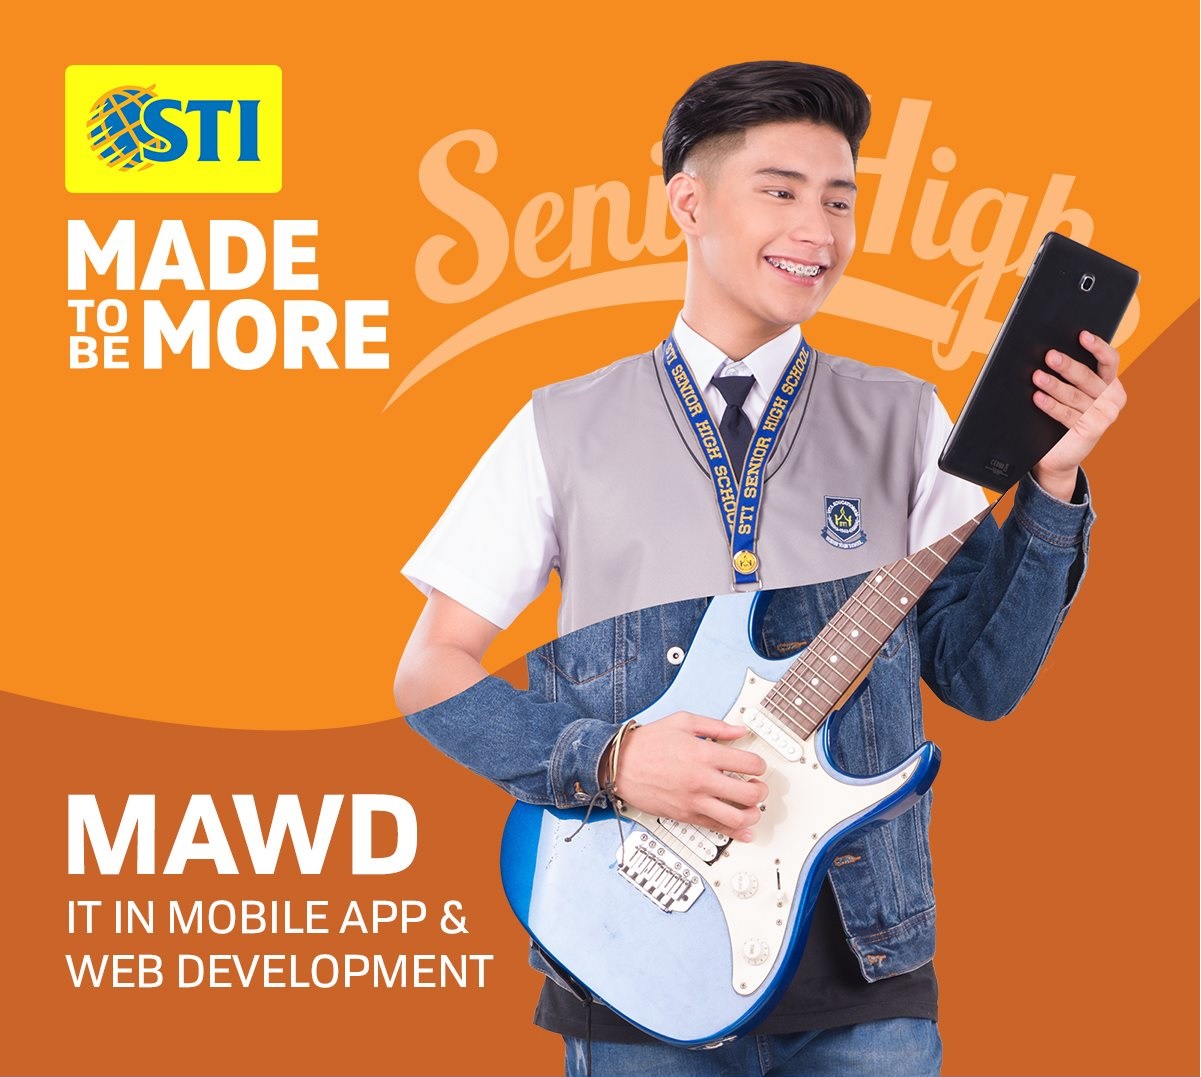 STI
MADE
TO BE MORE
Senior High
STI SENIOR HIGH SCHOOL
STI SENIOR HIGH SCHOOL
MAWD
IT IN MOBILE APP &
WEB DEVELOPMENT